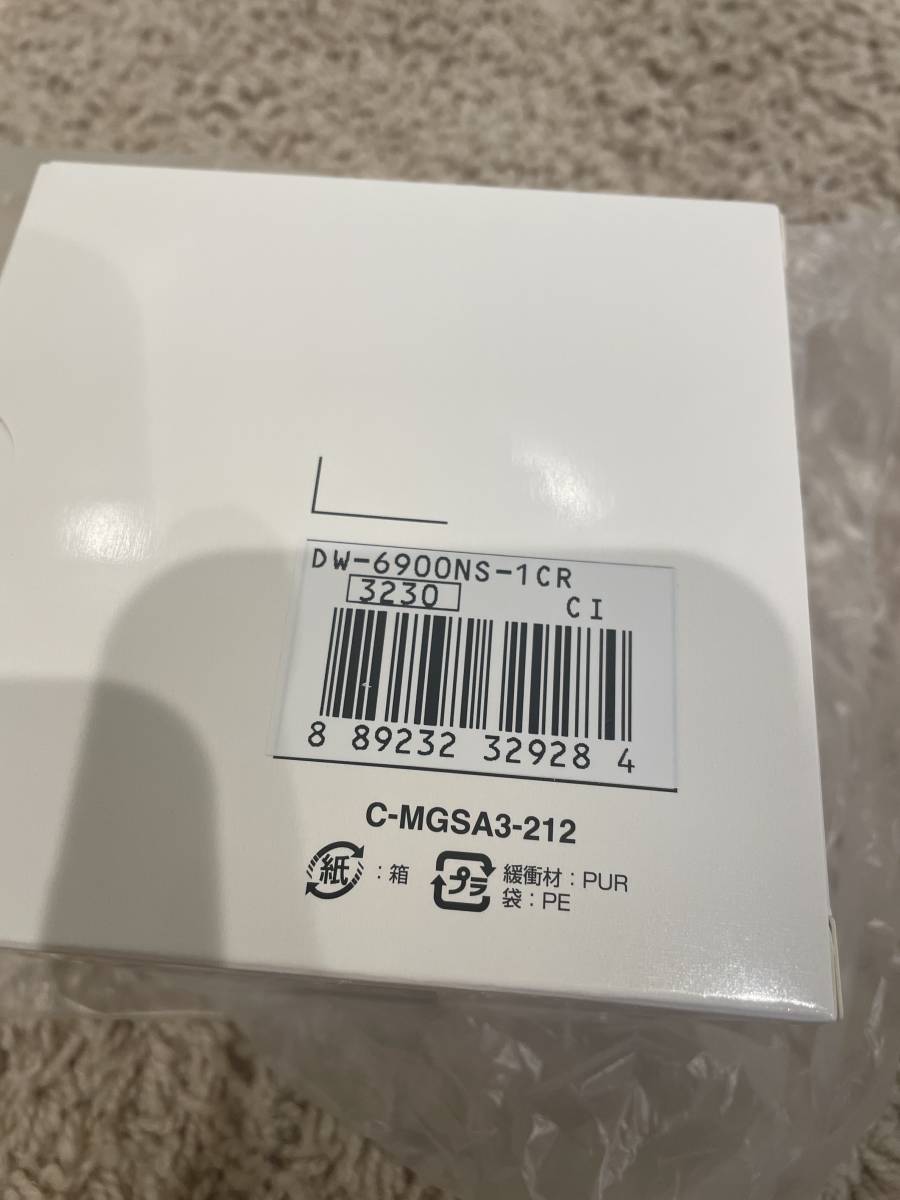 DW-6900NS-1CR
3230 CI
8 89232 32928 4
C-MGSA3-212
紙 : 箱
プラ 緩衝材 : PUR
袋 : PE